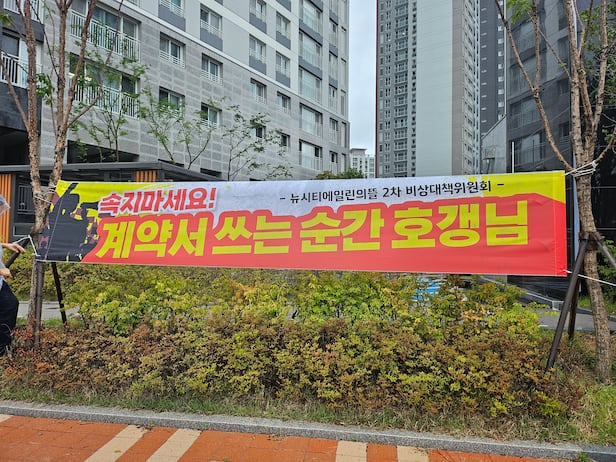 속지마세요!
- 뉴시티에일린의뜰 2차 비상대책위원회 -
계약서 쓰는 순간 호갱님